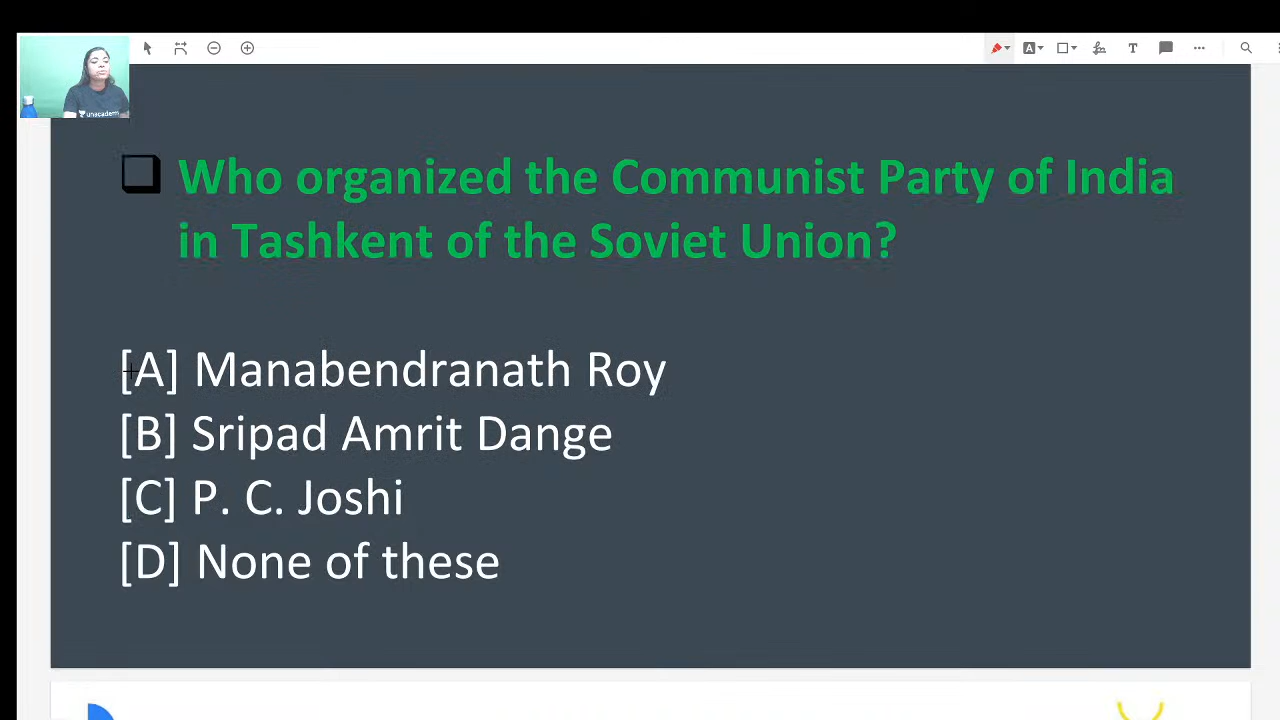 unacadem
Who organized the Communist Party of India
in Tashkent of the Soviet Union?
[A] Manabendranath Roy
[B] Sripad Amrit Dange
[C] P. C. Joshi
[D] None of these